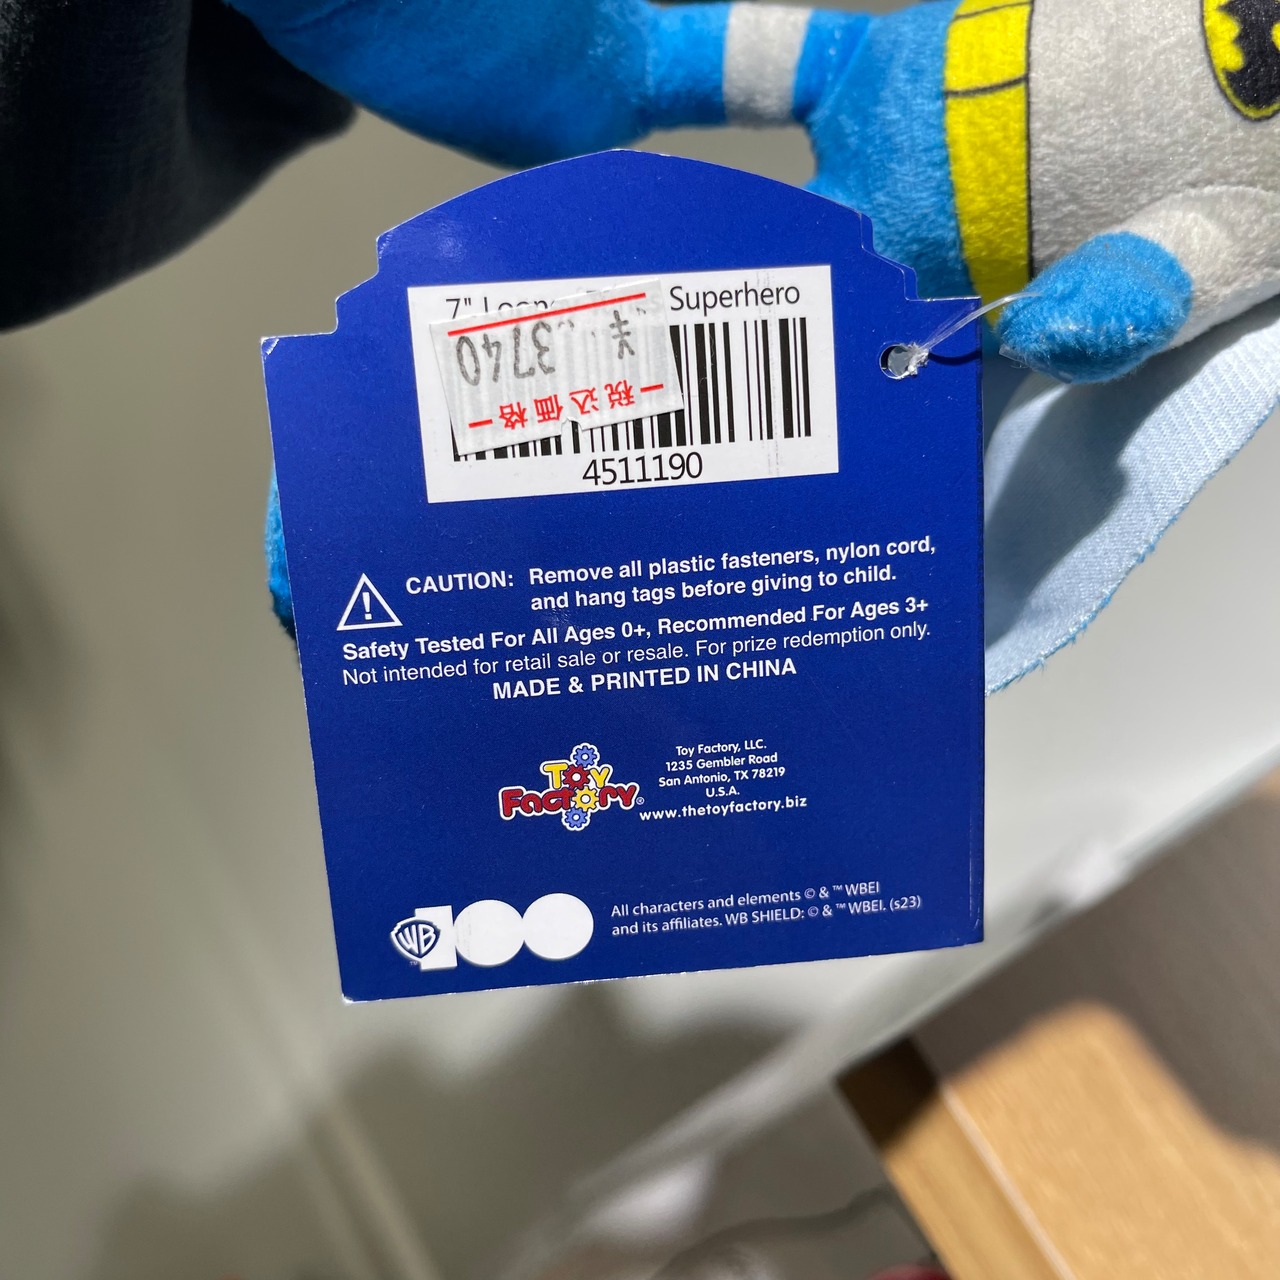 7" Looney Tunes Superhero
¥3740
税込価格
4511190
CAUTION: Remove all plastic fasteners, nylon cord,
and hang tags before giving to child.
Safety Tested For All Ages 0+, Recommended For Ages 3+
Not intended for retail sale or resale. For prize redemption only.
MADE & PRINTED IN CHINA
Toy
Factory®
Toy Factory, LLC.
1235 Gembler Road
San Antonio, TX 78219
U.S.A.
www.thetoyfactory.biz
WB 100
™
All characters and elements © & ™ WBEI
and its affiliates. WB SHIELD: © & ™ WBEI. (s23)